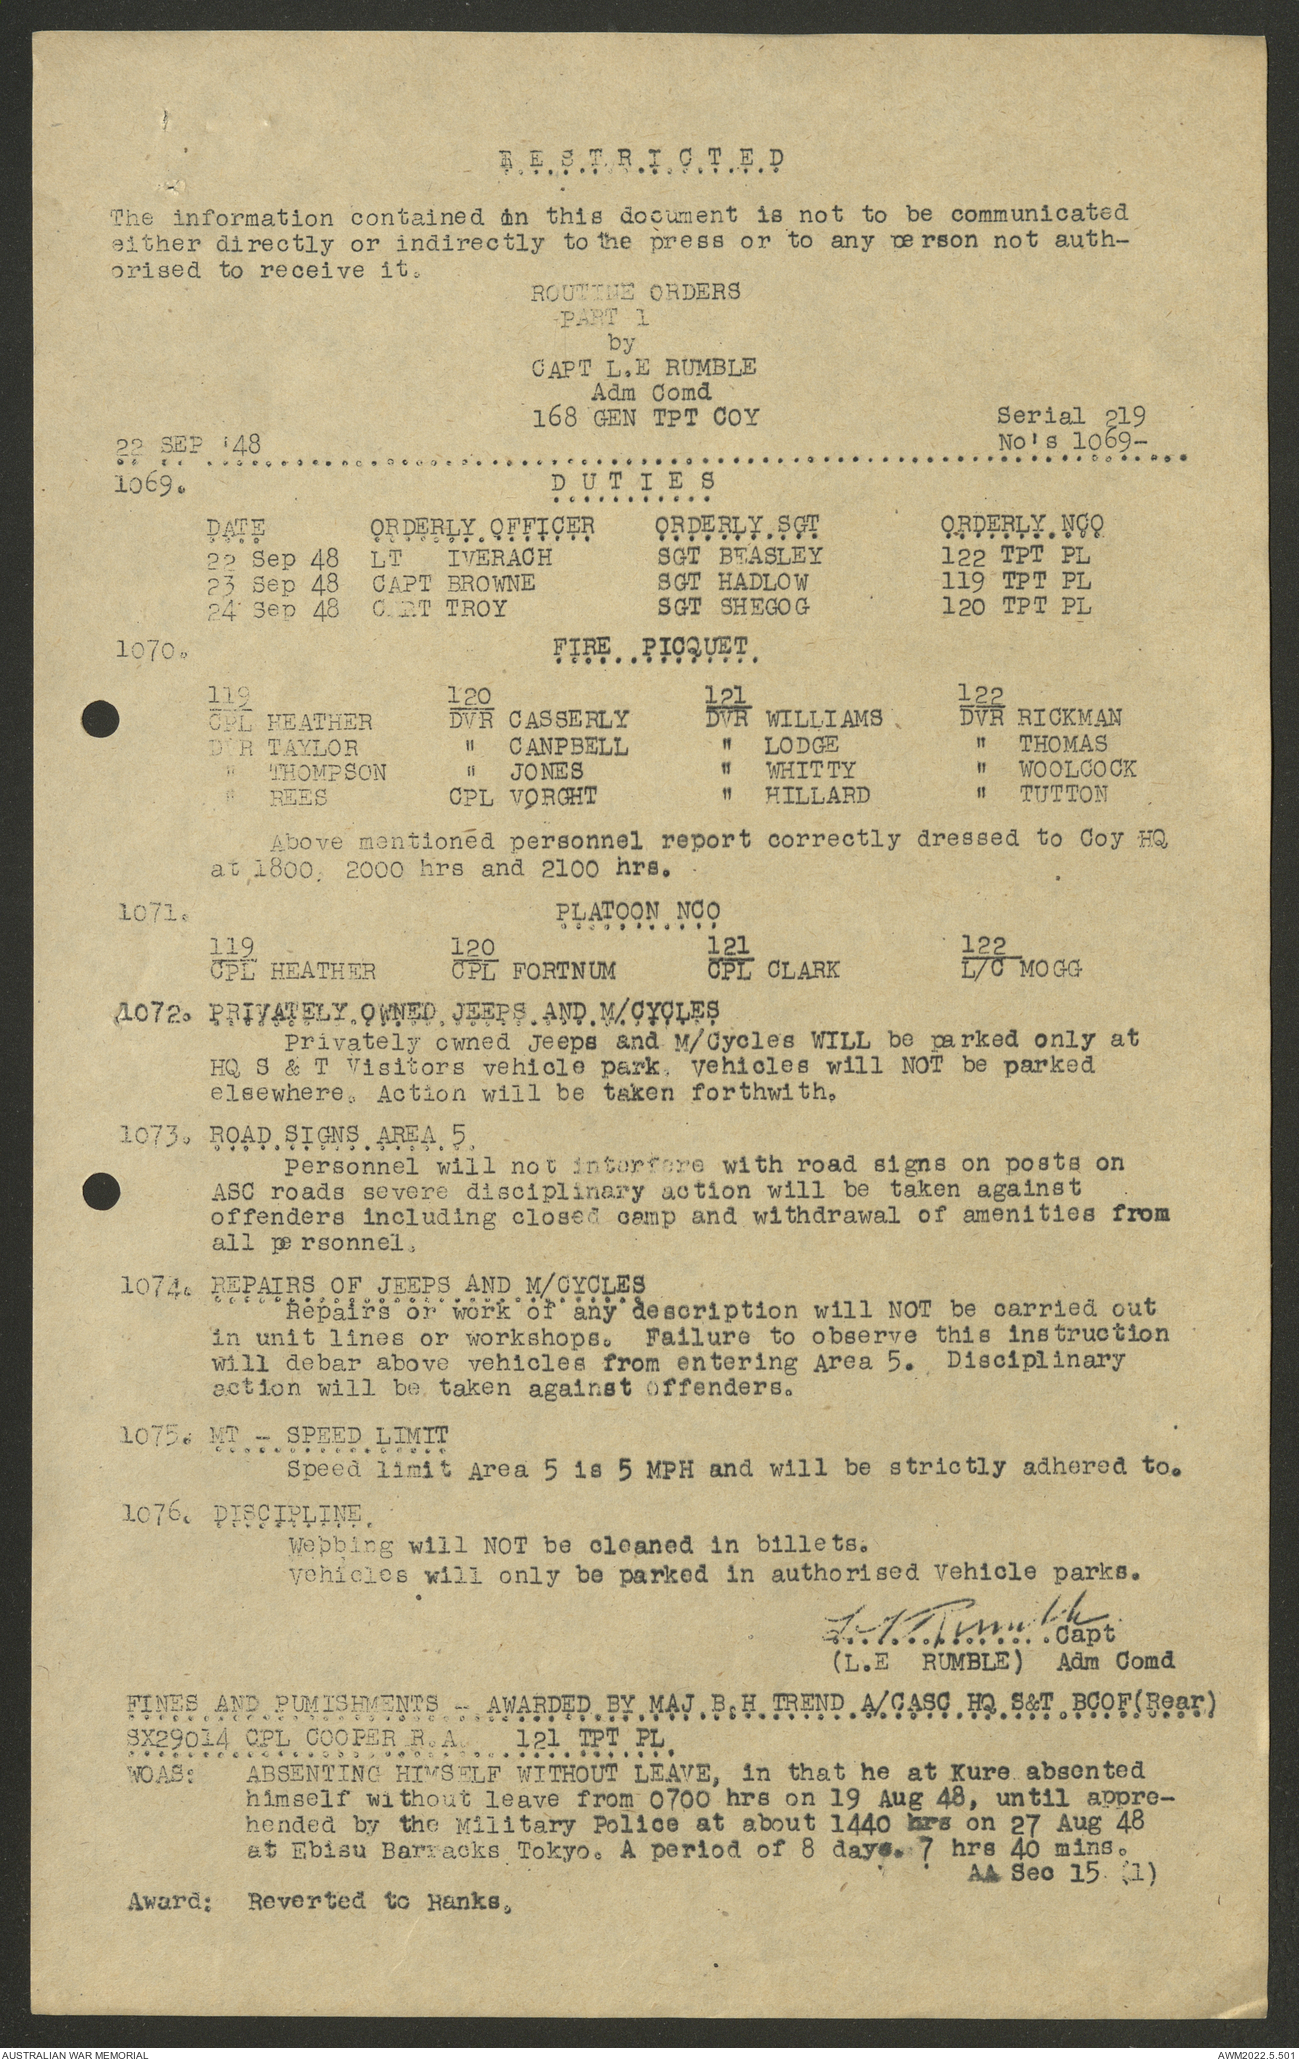 RESTRICTED
The information contained in this document is not to be communicated
either directly or indirectly to the press or to any person not auth-
orised to receive it.
ROUTINE ORDERS
PART 1
by
CAPT L.E RUMBLE
Adm Comd
168 GEN TPT COY
Serial 219
22 SEP '48 No's 1069-
1069. DUTIES
DATE ORDERLY OFFICER ORDERLY SGT ORDERLY NCO
22 Sep 48 LT IVERACH SGT BEASLEY 122 TPT PL
23 Sep 48 CAPT BROWNE SGT HADLOW 119 TPT PL
24 Sep 48 CAPT TROY SGT SHEGOG 120 TPT PL
1070. FIRE PICQUET
119 120 121 122
CPL HEATHER DVR CASSERLY DVR WILLIAMS DVR RICKMAN
DVR TAYLOR " CANPBELL " LODGE " THOMAS
" THOMPSON " JONES " WHITTY " WOOLCOCK
" REES CPL VORGHT " HILLARD " TUTTON
Above mentioned personnel report correctly dressed to Coy HQ
at 1800, 2000 hrs and 2100 hrs.
1071. PLATOON NCO
119 120 121 122
CPL HEATHER CPL FORTNUM CPL CLARK L/C MOGG
1072. PRIVATELY OWNED JEEPS AND M/CYCLES
Privately owned Jeeps and M/Cycles WILL be parked only at
HQ S & T Visitors vehicle park, vehicles will NOT be parked
elsewhere. Action will be taken forthwith.
1073. ROAD SIGNS AREA 5
Personnel will not interfere with road signs on posts on
ASC roads severe disciplinary action will be taken against
offenders including closed camp and withdrawal of amenities from
all personnel.
1074. REPAIRS OF JEEPS AND M/CYCLES
Repairs or work of any description will NOT be carried out
in unit lines or workshops. Failure to observe this instruction
will debar above vehicles from entering Area 5. Disciplinary
action will be taken against offenders.
1075. MT - SPEED LIMIT
Speed limit Area 5 is 5 MPH and will be strictly adhered to.
1076. DISCIPLINE
Webbing will NOT be cleaned in billets.
Vehicles will only be parked in authorised Vehicle parks.
L.E Rumble Capt
(L.E RUMBLE) Adm Comd
FINES AND PUMISHMENTS - AWARDED BY MAJ B.H TREND A/CASC HQ S&T BCOF(Rear)
SX29014 CPL COOPER R.A. 121 TPT PL
WOAS: ABSENTING HIMSELF WITHOUT LEAVE, in that he at Kure absented
himself without leave from 0700 hrs on 19 Aug 48, until appre-
hended by the Military Police at about 1440 hrs on 27 Aug 48
at Ebisu Barracks Tokyo. A period of 8 days. 7 hrs 40 mins.
AA Sec 15 (1)
Award: Reverted to Ranks.
AUSTRALIAN WAR MEMORIAL AWM2022.5.501